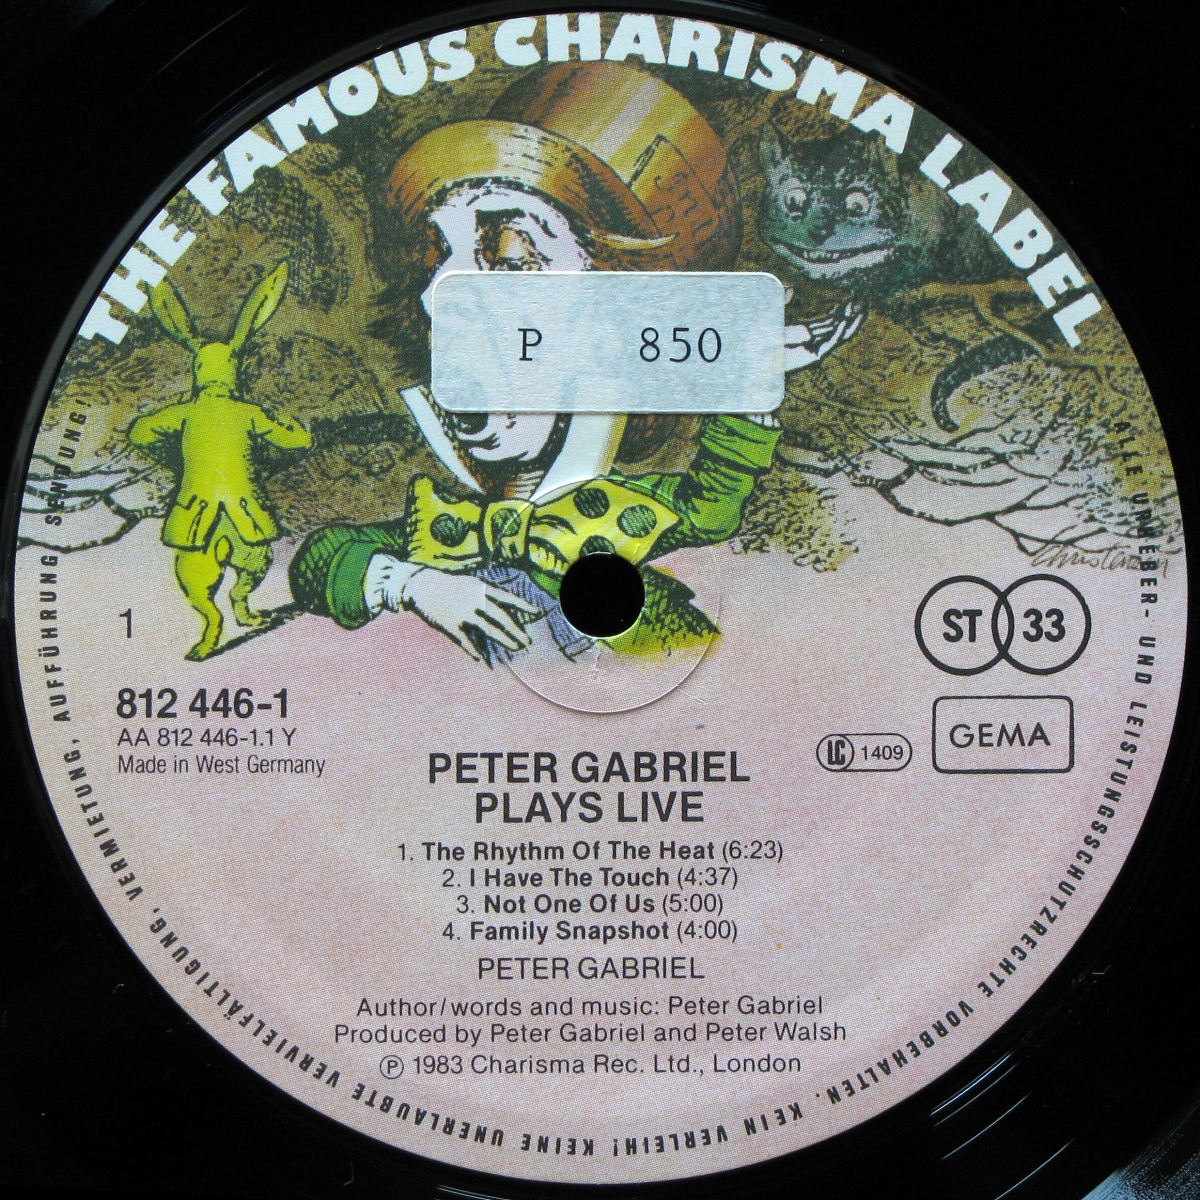 THE FAMOUS CHARISMA LABEL
P 850
1
ST 33
812 446-1
AA 812 446-1.1 Y
Made in West Germany
LC 1409
GEMA
PETER GABRIEL
PLAYS LIVE
1. The Rhythm Of The Heat (6:23)
2. I Have The Touch (4:37)
3. Not One Of Us (5:00)
4. Family Snapshot (4:00)
PETER GABRIEL
Author/words and music: Peter Gabriel
Produced by Peter Gabriel and Peter Walsh
℗ 1983 Charisma Rec. Ltd., London
ALLE URHEBER- UND LEISTUNGSSCHUTZRECHTE VORBEHALTEN. KEIN VERLEIH! KEINE UNERLAUBTE VERVIELFÄLTIGUNG, VERMIETUNG, AUFFÜHRUNG SENDUNG!